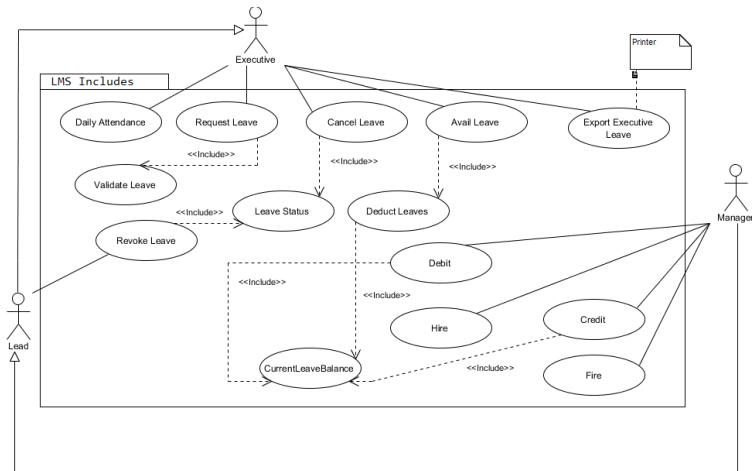 Printer
Executive
LMS Includes
Daily Attendance
Request Leave
Cancel Leave
Avail Leave
Export Executive
Leave
<<Include>>
<<Include>>
<<Include>>
Validate Leave
<<Include>>
Leave Status
Deduct Leaves
Manager
Revoke Leave
Debit
<<Include>>
<<Include>>
Hire
Credit
Lead
CurrentLeaveBalance
<<Include>>
Fire